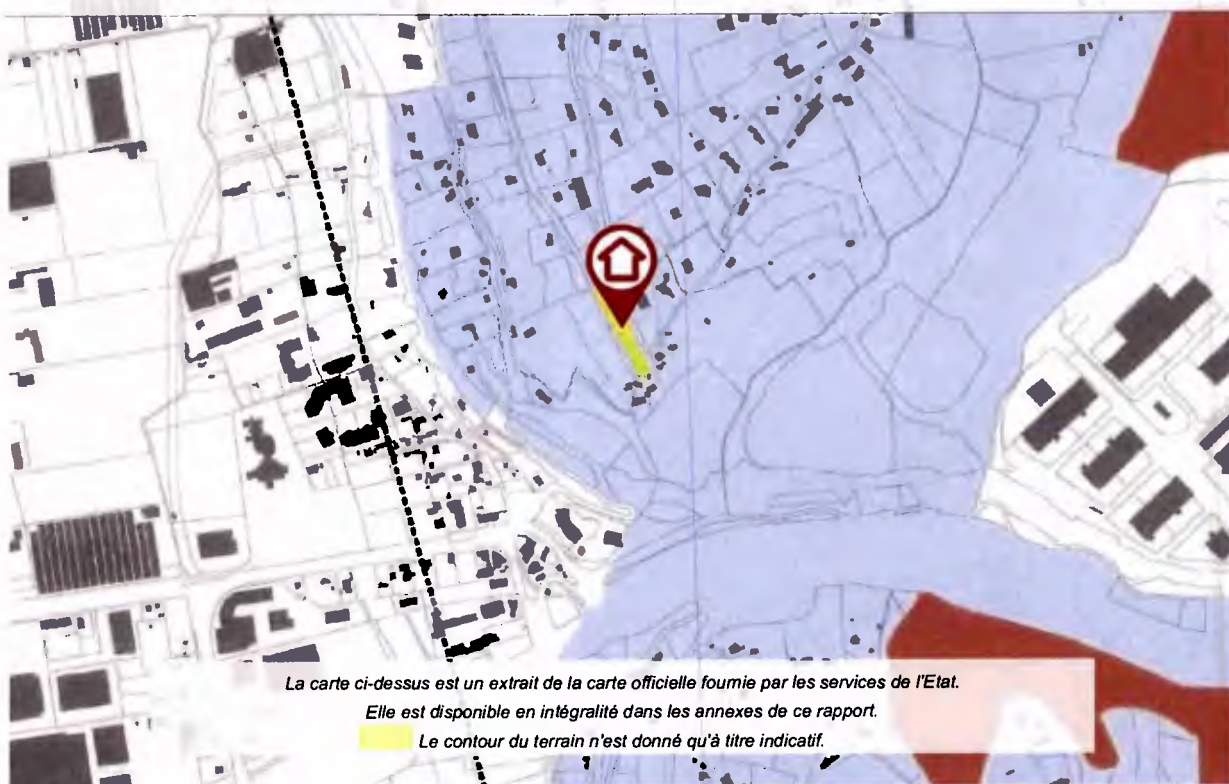 La carte ci-dessus est un extrait de la carte officielle fournie par les services de l'Etat.
Elle est disponible en intégralité dans les annexes de ce rapport.
Le contour du terrain n'est donné qu'à titre indicatif.